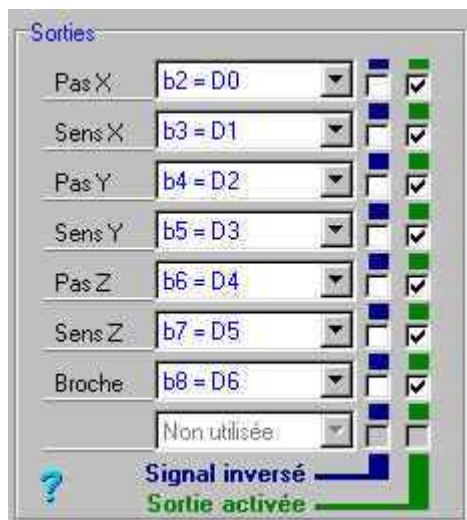 Sorties
Pas X b2 = D0
Sens X b3 = D1
Pas Y b4 = D2
Sens Y b5 = D3
Pas Z b6 = D4
Sens Z b7 = D5
Broche b8 = D6
Non utilisée
? Signal inversé
Sortie activée